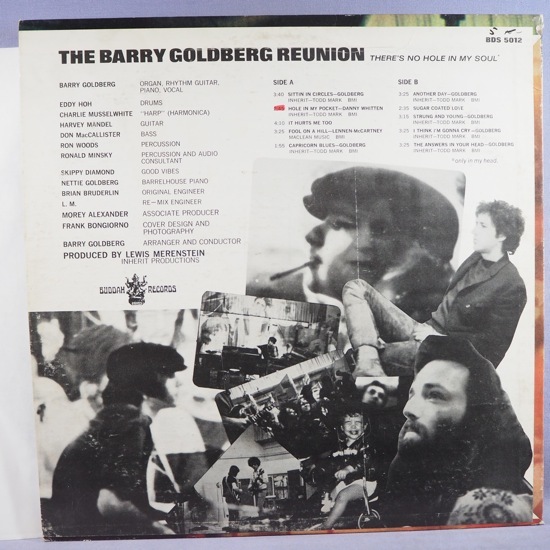 BDS 5012
THE BARRY GOLDBERG REUNION THERE'S NO HOLE IN MY SOUL*
BARRY GOLDBERG ORGAN, RHYTHM GUITAR,
PIANO, VOCAL
EDDY HOH DRUMS
CHARLIE MUSSELWHITE "HARP" (HARMONICA)
HARVEY MANDEL GUITAR
DON MacCALLISTER BASS
RON WOODS PERCUSSION
RONALD MINSKY PERCUSSION AND AUDIO
CONSULTANT
SKIPPY DIAMOND GOOD VIBES
NETTIE GOLDBERG BARRELHOUSE PIANO
BRIAN BRUDERLIN ORIGINAL ENGINEER
L. M. RE-MIX ENGINEER
MOREY ALEXANDER ASSOCIATE PRODUCER
FRANK BONGIORNO COVER DESIGN AND
PHOTOGRAPHY
BARRY GOLDBERG ARRANGER AND CONDUCTOR
PRODUCED BY LEWIS MERENSTEIN
INHERIT PRODUCTIONS
BUDDAH RECORDS
SIDE A
3:40 SITTIN IN CIRCLES-GOLDBERG
INHERIT-TODD MARK BMI
HOLE IN MY POCKET-DANNY WHITTEN
INHERIT-TODD MARK BMI
4:10 IT HURTS ME TOO
3:25 FOOL ON A HILL-LENNEN McCARTNEY
MACLEAN MUSIC BMI
1:55 CAPRICORN BLUES-GOLDBERG
INHERIT-TODD MARK BMI
SIDE B
3:25 ANOTHER DAY-GOLDBERG
INHERIT-TODD MARK BMI
2:25 SUGAR COATED LOVE
3:15 STRUNG AND YOUNG-GOLDBERG
INHERIT-TODD MARK BMI
3:25 I THINK I'M GONNA CRY-GOLDBERG
INHERIT-TODD MARK BMI
5:25 THE ANSWERS IN YOUR HEAD-GOLDBERG
INHERIT-TODD MARK BMI
*only in my head